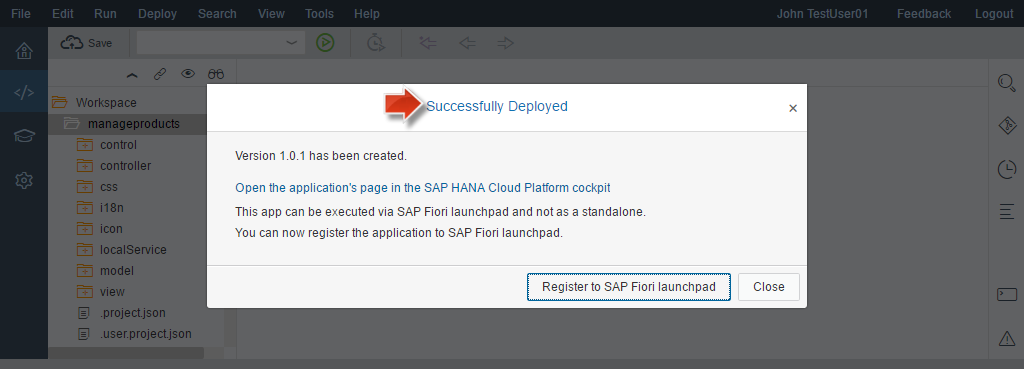 File Edit Run Deploy Search View Tools Help John TestUser01 Feedback Logout
Save
Workspace
manageproducts
control
controller
css
i18n
icon
localService
model
view
.project.json
.user.project.json
Successfully Deployed
×
Version 1.0.1 has been created.
Open the application's page in the SAP HANA Cloud Platform cockpit
This app can be executed via SAP Fiori launchpad and not as a standalone.
You can now register the application to SAP Fiori launchpad.
Register to SAP Fiori launchpad Close